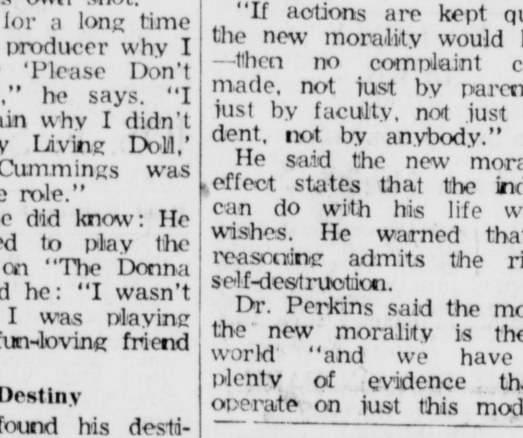 for a long time
producer why I
'Please Don't
," he says. "I
ain why I didn't
y Living Doll,'
Cummings was
e role."
e did know: He
ed to play the
on "The Donna
d he: "I wasn't
I was playing
fun-loving friend
Destiny
found his desti-
"If actions are kept qu
the new morality would
—then no complaint c
made, not just by paren
just by faculty, not just
dent, not by anybody."
He said the new mora
effect states that the ind
can do with his life w
wishes. He warned tha
reasoning admits the ri
self-destruction.
Dr. Perkins said the mo
the new morality is the
world "and we have
plenty of evidence tha
operate on just this mod